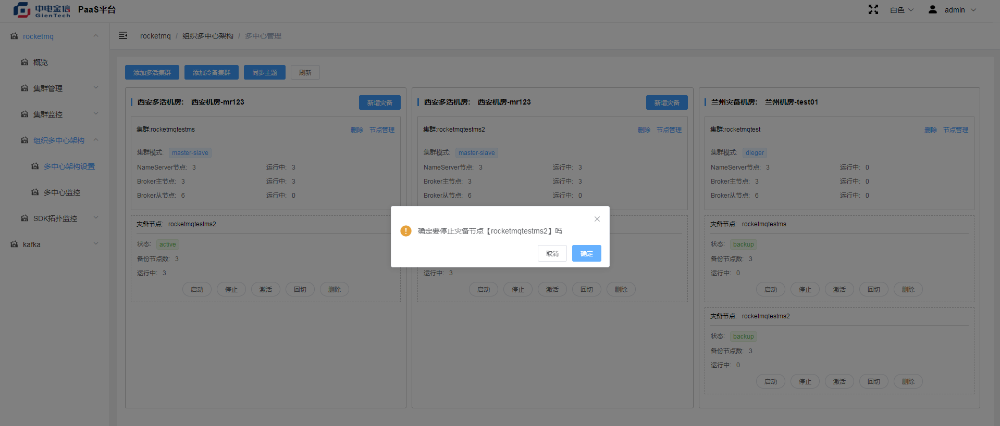 中电金信
GienTech
PaaS平台
白色
admin
rocketmq
概览
集群管理
集群监控
组织多中心架构
多中心架构设置
多中心监控
SDK拓扑监控
kafka
rocketmq / 组织多中心架构 / 多中心管理
添加多活集群 添加冷备集群 同步主题 刷新
西安多活机房: 西安机房-mr123 新增灾备
集群:rocketmqtestms 删除 节点管理
集群模式: master-slave
NameServer节点: 3 运行中: 3
Broker主节点: 3 运行中: 3
Broker从节点: 6 运行中: 0
灾备节点: rocketmqtestms2
状态: active
备份节点数: 3
运行中: 3
启动 停止 激活 回切 删除
西安多活机房: 西安机房-mr123 新增灾备
集群:rocketmqtestms2 删除 节点管理
集群模式: master-slave
NameServer节点: 3 运行中: 3
Broker主节点: 3 运行中: 3
Broker从节点: 6 运行中: 0
运行中: 3
启动 停止 激活 回切 删除
兰州灾备机房: 兰州机房-test01
集群:rocketmqtest 删除 节点管理
集群模式: dleger
NameServer节点: 3 运行中: 0
Broker主节点: 3 运行中: 0
Broker从节点: 6 运行中: 0
灾备节点: rocketmqtestms
状态: backup
备份节点数: 3
运行中: 0
启动 停止 激活 回切 删除
灾备节点: rocketmqtestms2
状态: backup
备份节点数: 3
运行中: 0
启动 停止 激活 回切 删除
确定要停止灾备节点【rocketmqtestms2】吗
取消 确定